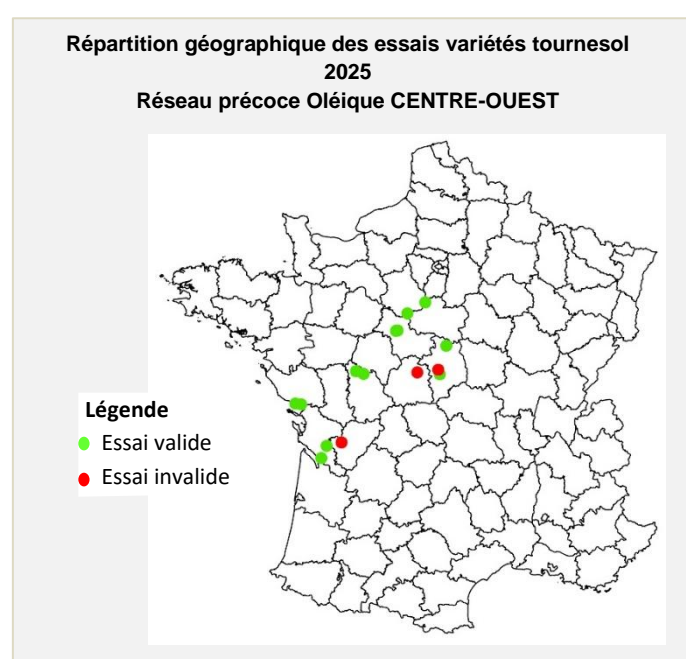 Répartition géographique des essais variétés tournesol
2025
Réseau précoce Oléique CENTRE-OUEST
Légende
Essai valide
Essai invalide